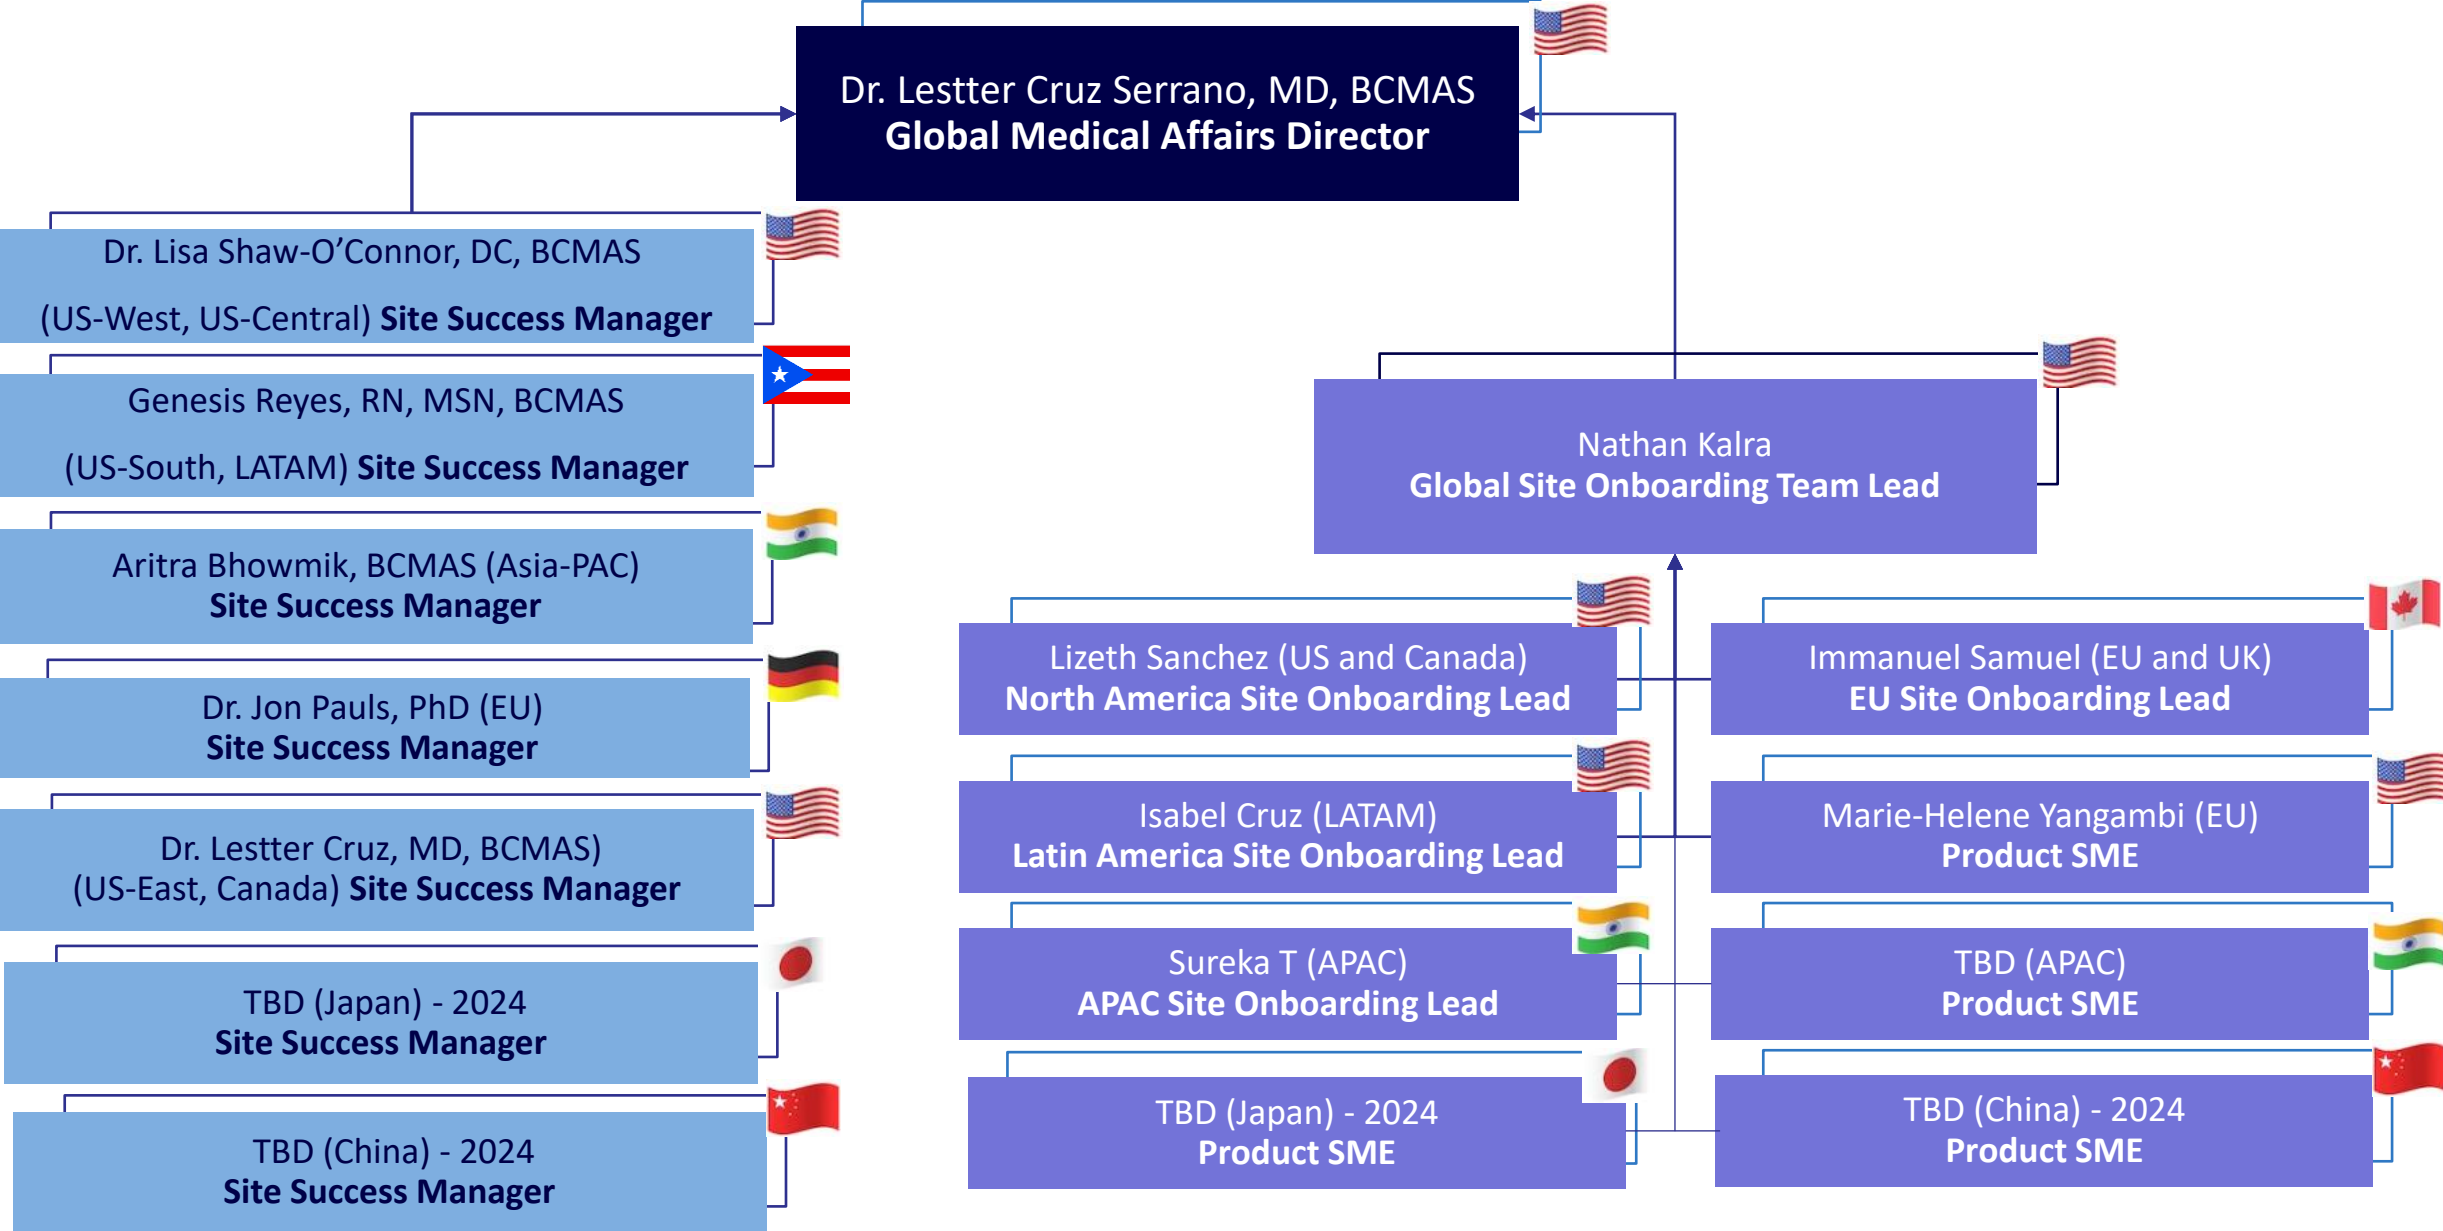 Dr. Lestter Cruz Serrano, MD, BCMAS
Global Medical Affairs Director
Dr. Lisa Shaw-O’Connor, DC, BCMAS
(US-West, US-Central) Site Success Manager
Genesis Reyes, RN, MSN, BCMAS
(US-South, LATAM) Site Success Manager
Aritra Bhowmik, BCMAS (Asia-PAC)
Site Success Manager
Dr. Jon Pauls, PhD (EU)
Site Success Manager
Dr. Lestter Cruz, MD, BCMAS)
(US-East, Canada) Site Success Manager
TBD (Japan) - 2024
Site Success Manager
TBD (China) - 2024
Site Success Manager
Nathan Kalra
Global Site Onboarding Team Lead
Lizeth Sanchez (US and Canada)
North America Site Onboarding Lead
Immanuel Samuel (EU and UK)
EU Site Onboarding Lead
Isabel Cruz (LATAM)
Latin America Site Onboarding Lead
Marie-Helene Yangambi (EU)
Product SME
Sureka T (APAC)
APAC Site Onboarding Lead
TBD (APAC)
Product SME
TBD (Japan) - 2024
Product SME
TBD (China) - 2024
Product SME